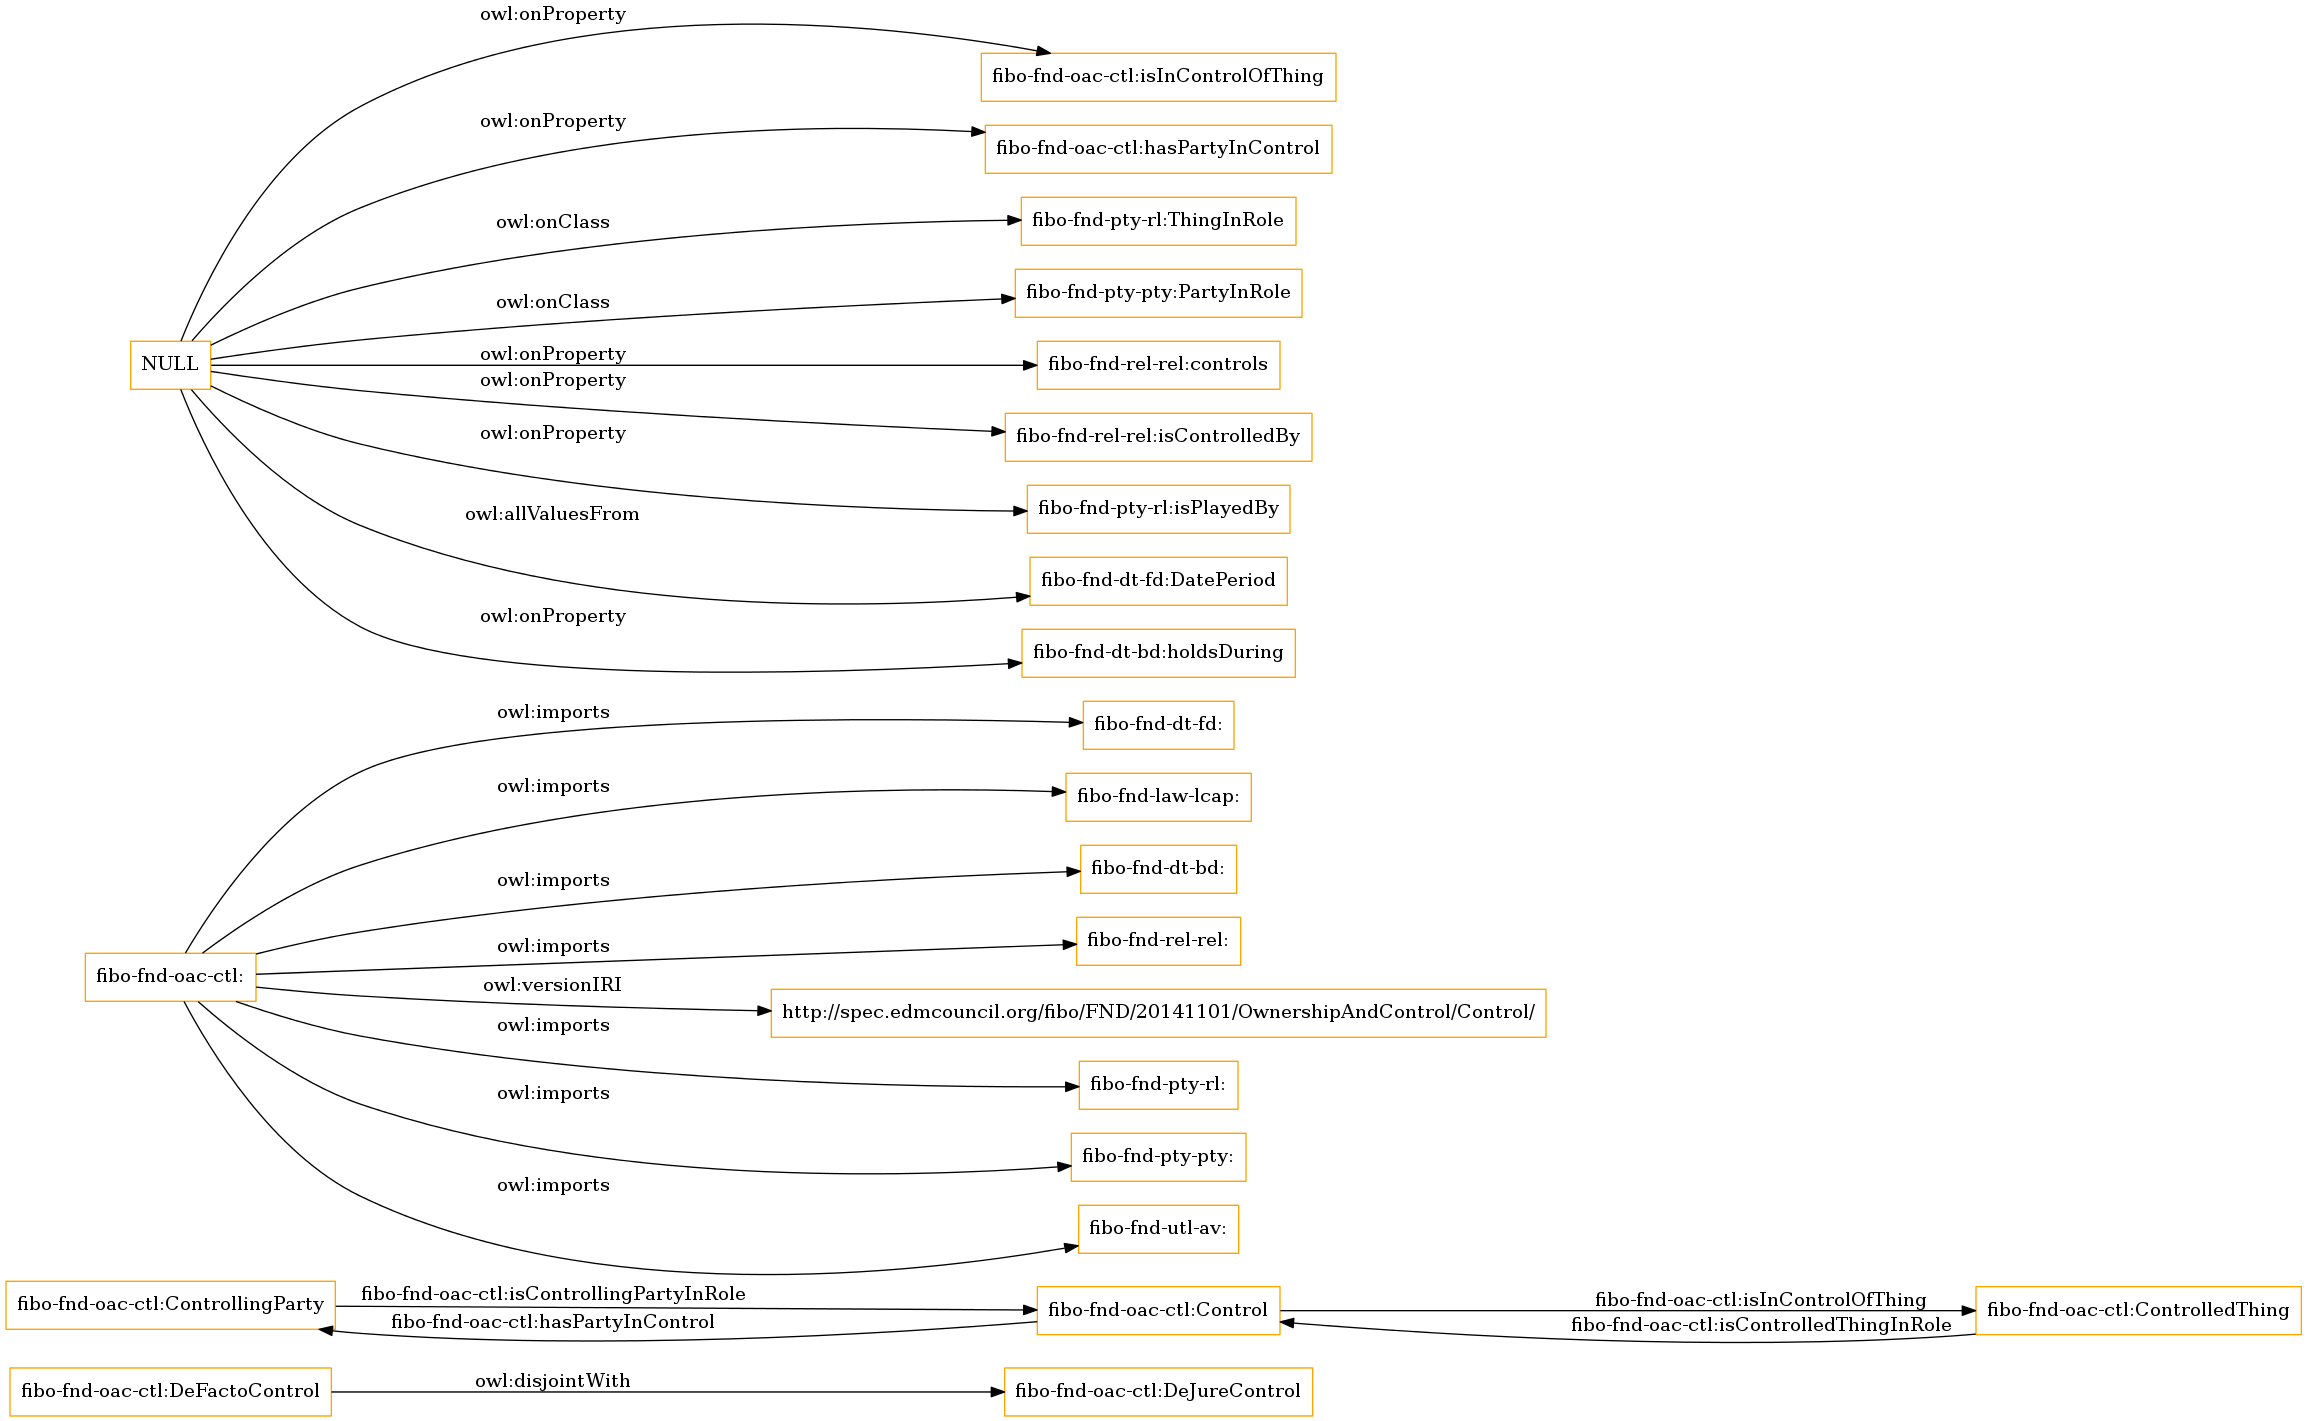 owl:onProperty
fibo-fnd-oac-ctl:isInControlOfThing
owl:onProperty
fibo-fnd-oac-ctl:hasPartyInControl
owl:onClass
fibo-fnd-pty-rl:ThingInRole
owl:onClass
fibo-fnd-pty-pty:PartyInRole
NULL
owl:onProperty
fibo-fnd-rel-rel:controls
owl:onProperty
fibo-fnd-rel-rel:isControlledBy
owl:onProperty
fibo-fnd-pty-rl:isPlayedBy
owl:allValuesFrom
fibo-fnd-dt-fd:DatePeriod
owl:onProperty
fibo-fnd-dt-bd:holdsDuring
owl:imports
fibo-fnd-dt-fd:
owl:imports
fibo-fnd-law-lcap:
owl:imports
fibo-fnd-dt-bd:
owl:imports
fibo-fnd-rel-rel:
fibo-fnd-oac-ctl:
owl:versionIRI
http://spec.edmcouncil.org/fibo/FND/20141101/OwnershipAndControl/Control/
owl:imports
fibo-fnd-pty-rl:
owl:imports
fibo-fnd-pty-pty:
owl:imports
fibo-fnd-utl-av:
fibo-fnd-oac-ctl:ControllingParty
fibo-fnd-oac-ctl:isControllingPartyInRole
fibo-fnd-oac-ctl:hasPartyInControl
fibo-fnd-oac-ctl:Control
fibo-fnd-oac-ctl:isInControlOfThing
fibo-fnd-oac-ctl:isControlledThingInRole
fibo-fnd-oac-ctl:ControlledThing
fibo-fnd-oac-ctl:DeFactoControl
owl:disjointWith
fibo-fnd-oac-ctl:DeJureControl